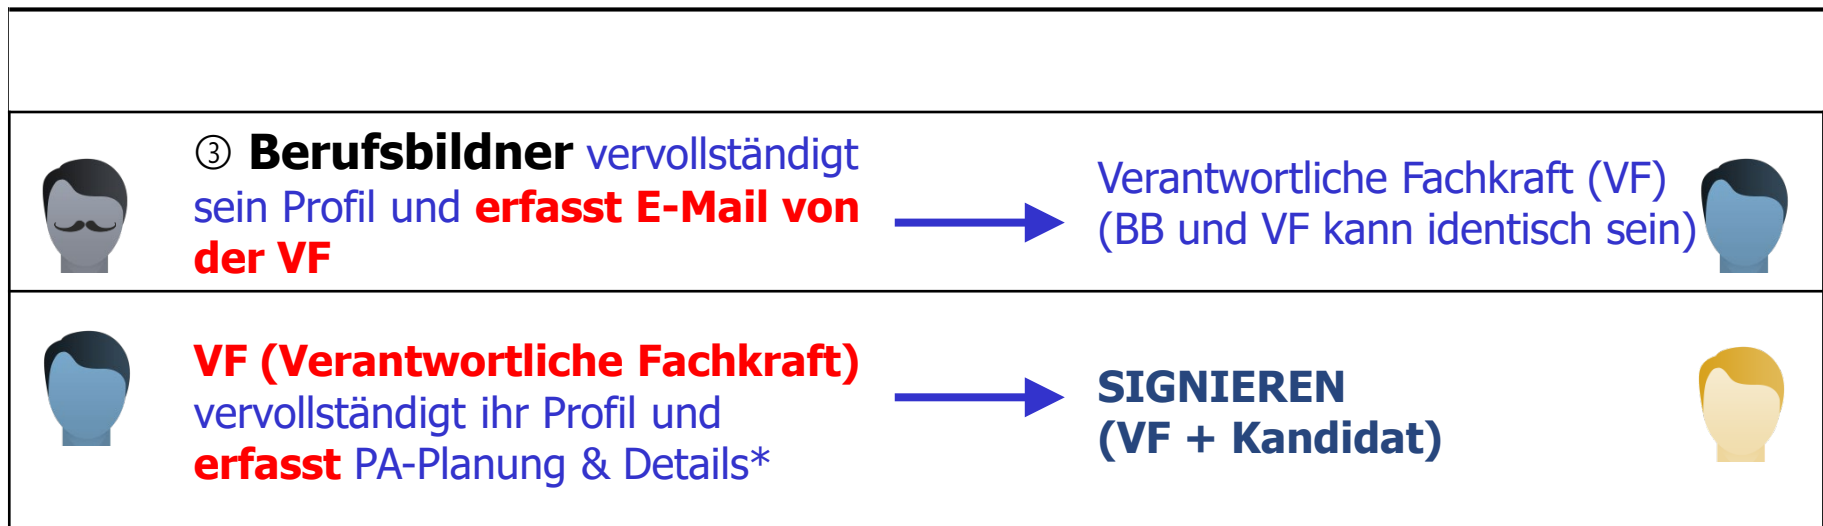 ③ Berufsbildner vervollständigt
sein Profil und erfasst E-Mail von
der VF
Verantwortliche Fachkraft (VF)
(BB und VF kann identisch sein)
VF (Verantwortliche Fachkraft)
vervollständigt ihr Profil und
erfasst PA-Planung & Details*
SIGNIEREN
(VF + Kandidat)